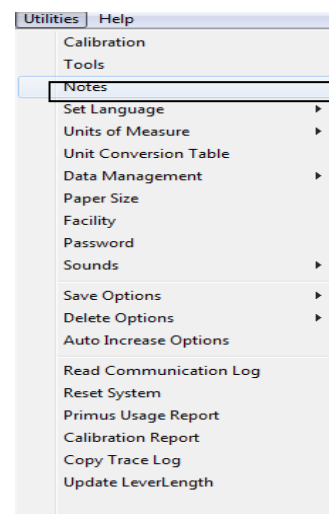 Utilities Help
Calibration
Tools
Notes
Set Language
Units of Measure
Unit Conversion Table
Data Management
Paper Size
Facility
Password
Sounds
Save Options
Delete Options
Auto Increase Options
Read Communication Log
Reset System
Primus Usage Report
Calibration Report
Copy Trace Log
Update LeverLength